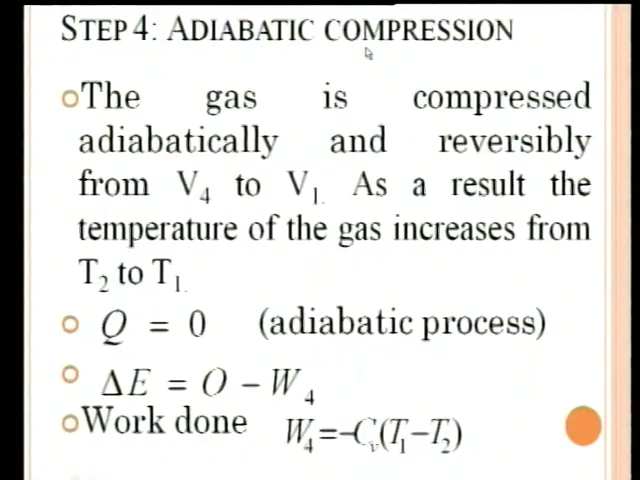 STEP 4: ADIABATIC COMPRESSION
The gas is compressed
adiabatically and reversibly
from V₄ to V₁. As a result the
temperature of the gas increases from
T₂ to T₁.
Q = 0 (adiabatic process)
ΔE = O – W₄
Work done W₄=-Cᵥ(T₁–T₂)